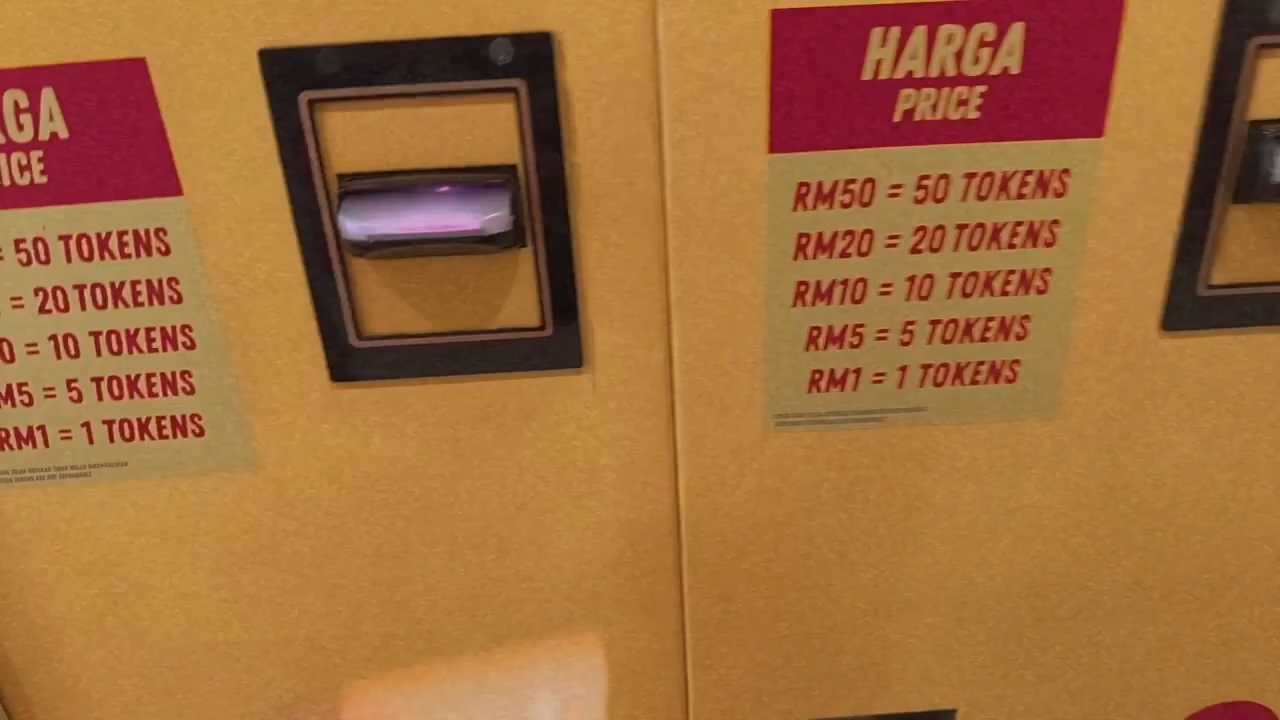 GA
ICE
= 50 TOKENS
= 20 TOKENS
0 = 10 TOKENS
M5 = 5 TOKENS
RM1 = 1 TOKENS
HARGA
PRICE
RM50 = 50 TOKENS
RM20 = 20 TOKENS
RM10 = 10 TOKENS
RM5 = 5 TOKENS
RM1 = 1 TOKENS